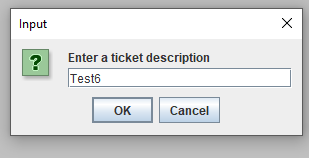 Input
?
Enter a ticket description
Test6
OK
Cancel